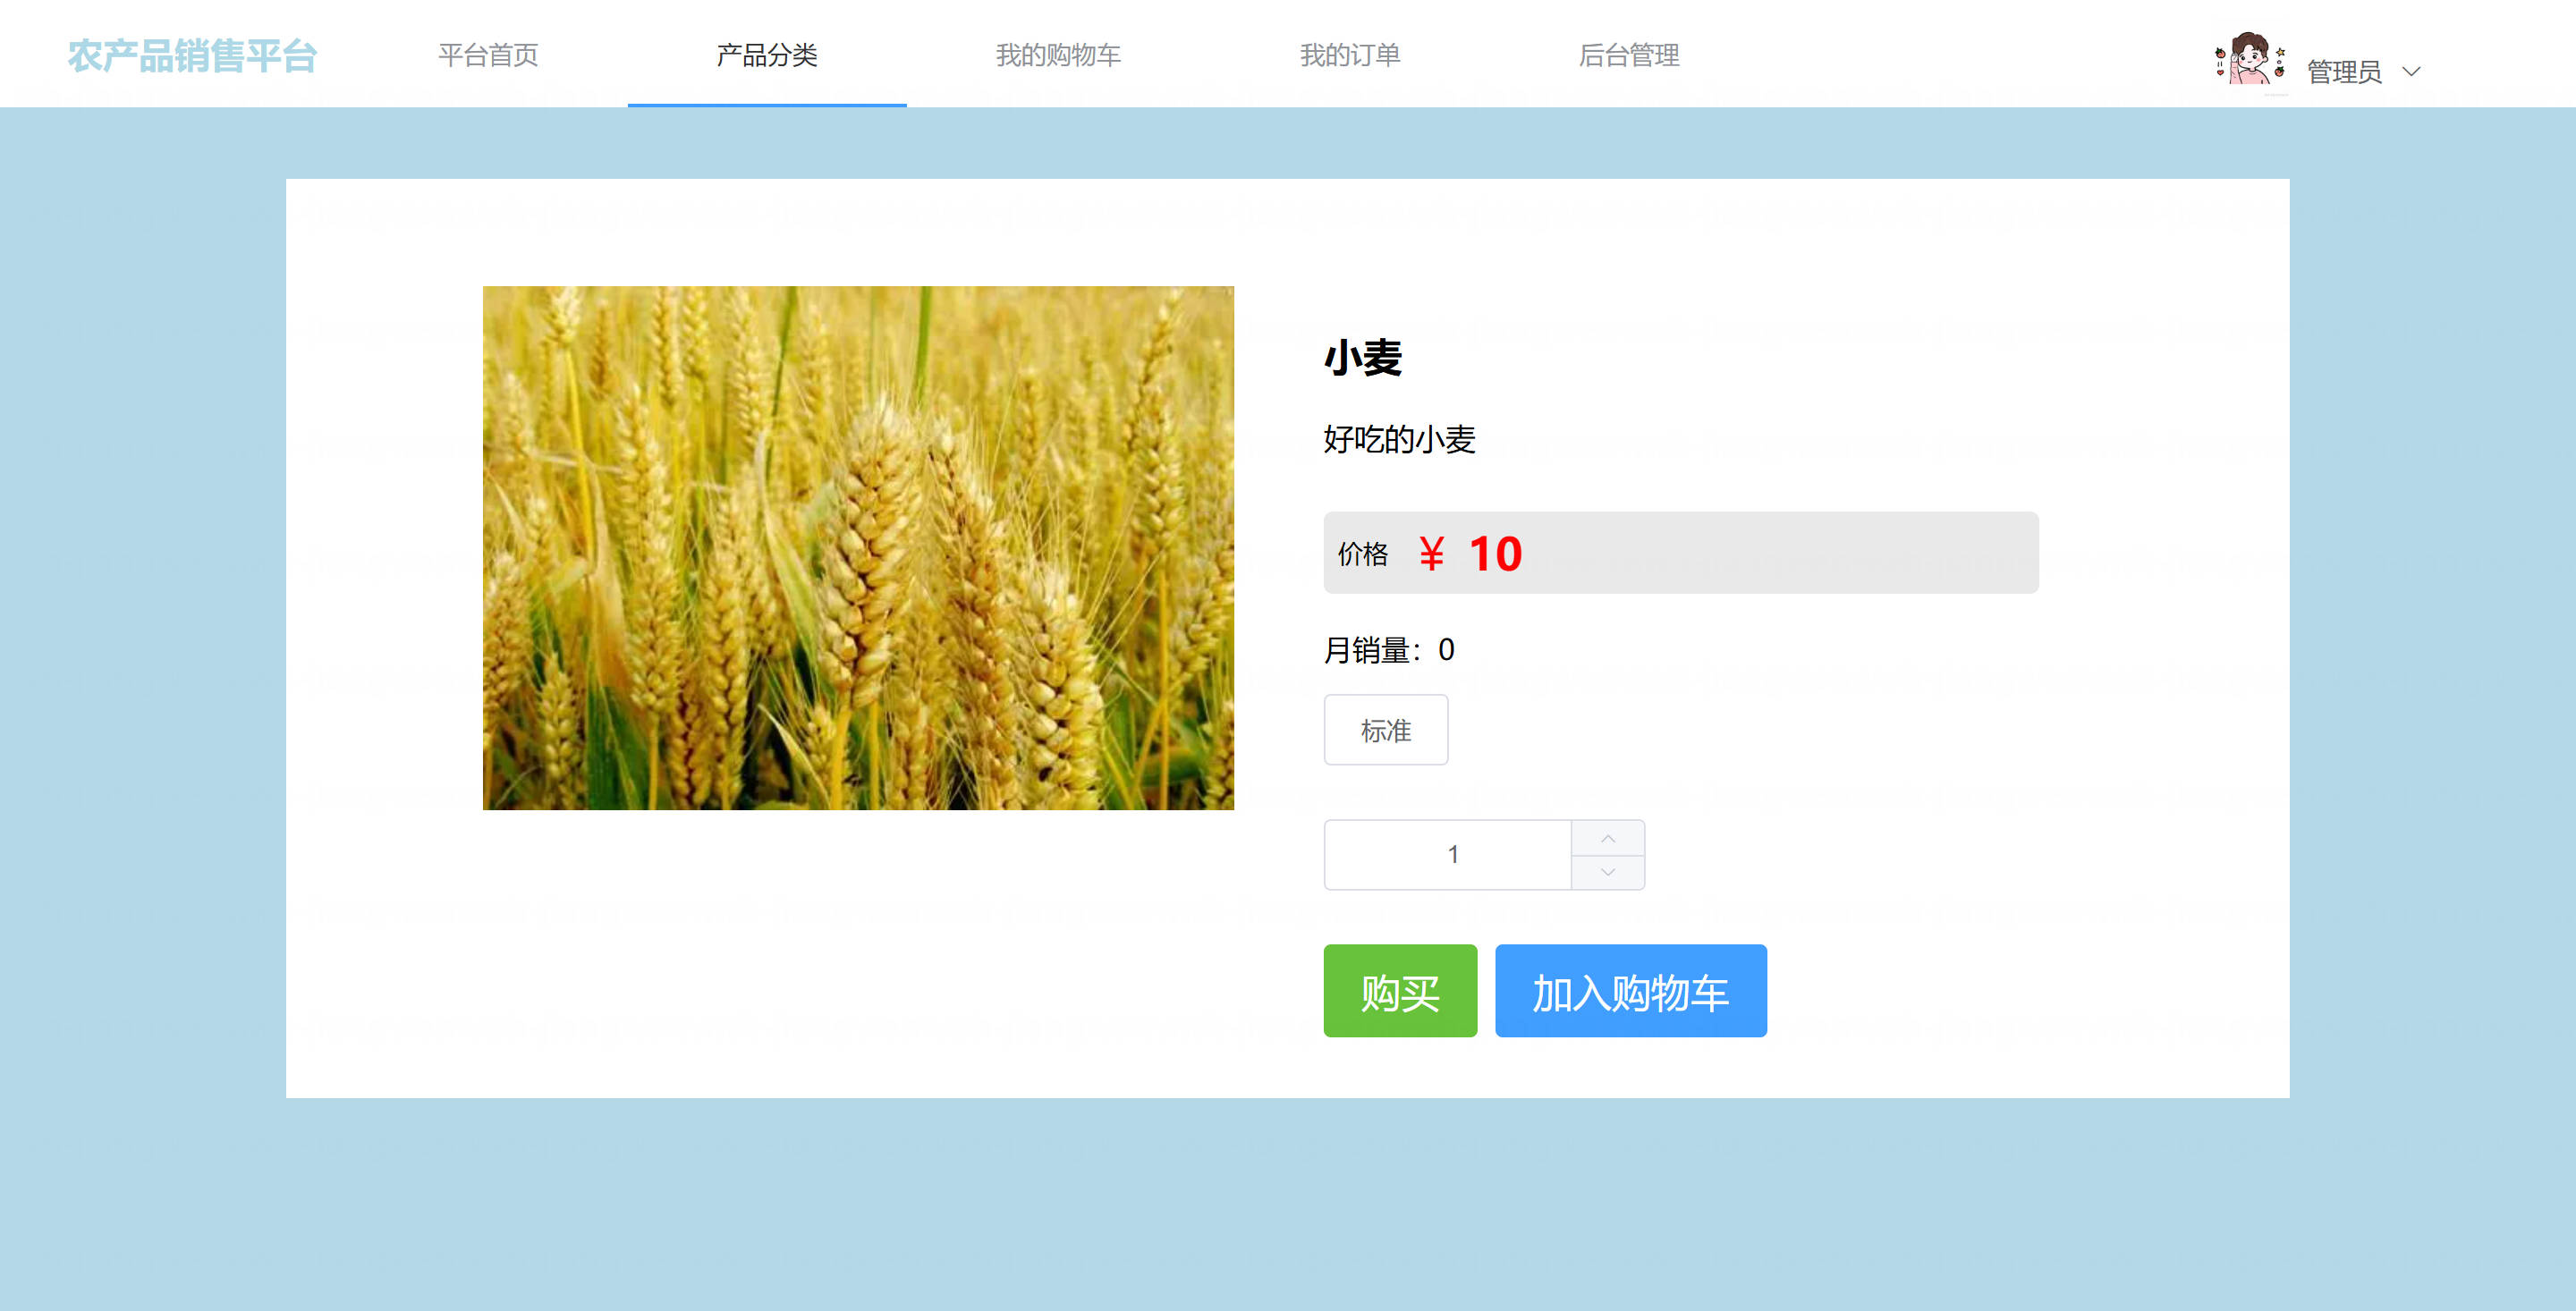 农产品销售平台
平台首页
产品分类
我的购物车
我的订单
后台管理
管理员
小麦
好吃的小麦
价格 ¥ 10
月销量：0
标准
1
购买
加入购物车